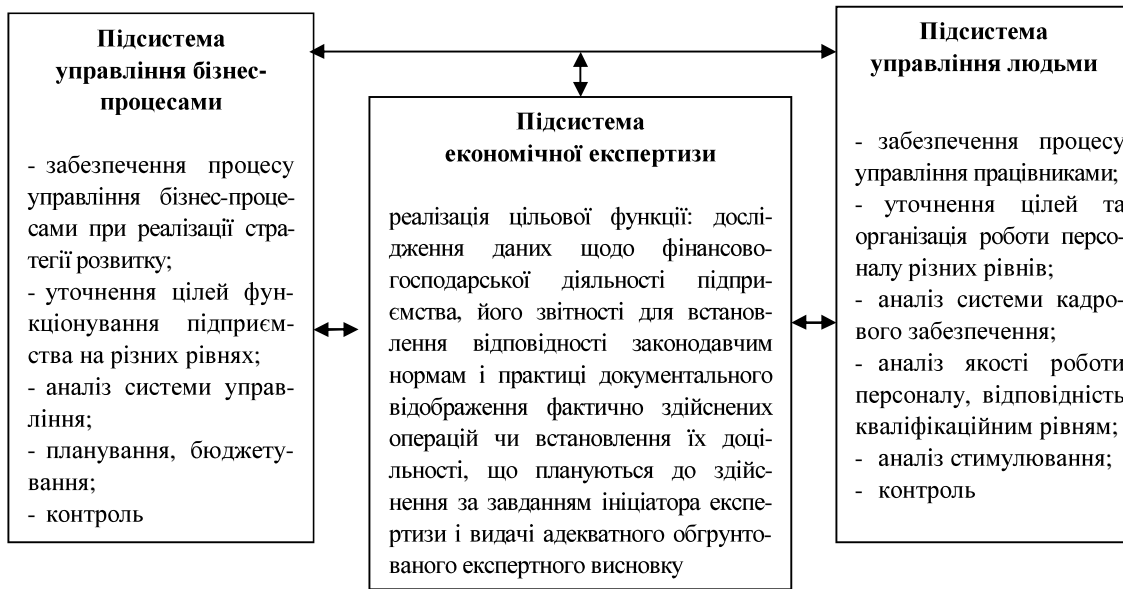 Підсистема
управління бізнес-
процесами
- забезпечення процесу
управління бізнес-проце-
сами при реалізації стра-
тегії розвитку;
- уточнення цілей фун-
кціонування підприєм-
ства на різних рівнях;
- аналіз системи управ-
ління;
- планування, бюджету-
вання;
- контроль
Підсистема
економічної експертизи
реалізація цільової функції: дослі-
дження даних щодо фінансово-
господарської діяльності підпри-
ємства, його звітності для встанов-
лення відповідності законодавчим
нормам і практиці документального
відображення фактично здійснених
операцій чи встановлення їх доці-
льності, що плануються до здійс-
нення за завданням ініціатора експе-
ртизи і видачі адекватного обгрунто-
ваного експертного висновку
Підсистема
управління людьми
- забезпечення процесу
управління працівниками;
- уточнення цілей та
організація роботи персо-
налу різних рівнів;
- аналіз системи кадро-
вого забезпечення;
- аналіз якості роботи
персоналу, відповідність
кваліфікаційним рівням;
- аналіз стимулювання;
- контроль